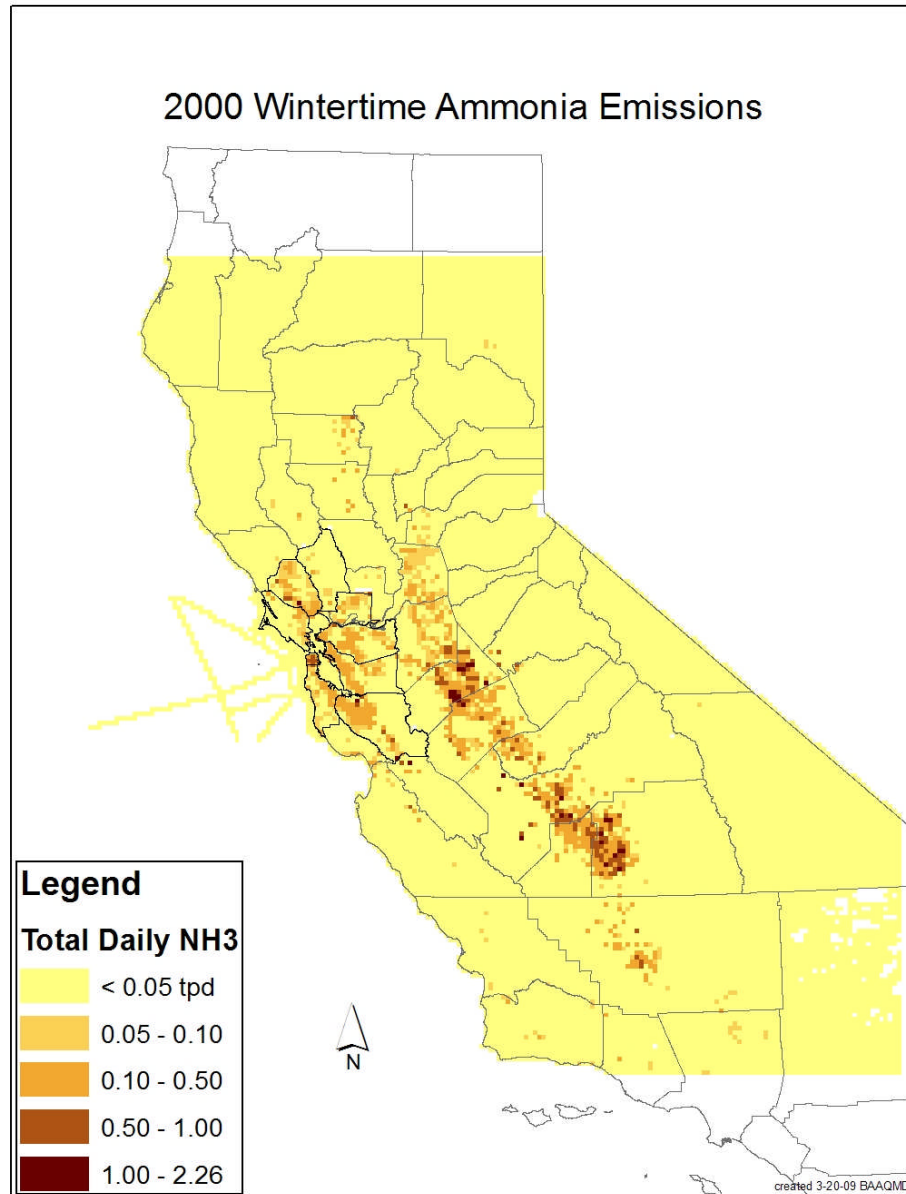 2000 Wintertime Ammonia Emissions
Legend
Total Daily NH3
< 0.05 tpd
0.05 - 0.10
0.10 - 0.50
0.50 - 1.00
1.00 - 2.26
N
created 3-20-09 BAAQMD